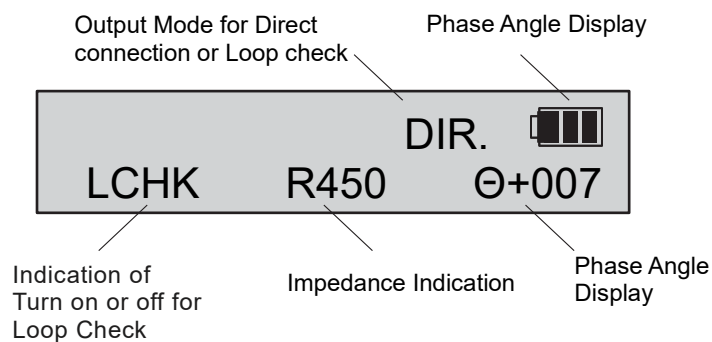 Output Mode for Direct
connection or Loop check
Phase Angle Display
DIR.
LCHK R450 Θ+007
Indication of
Turn on or off for
Loop Check
Impedance Indication
Phase Angle
Display